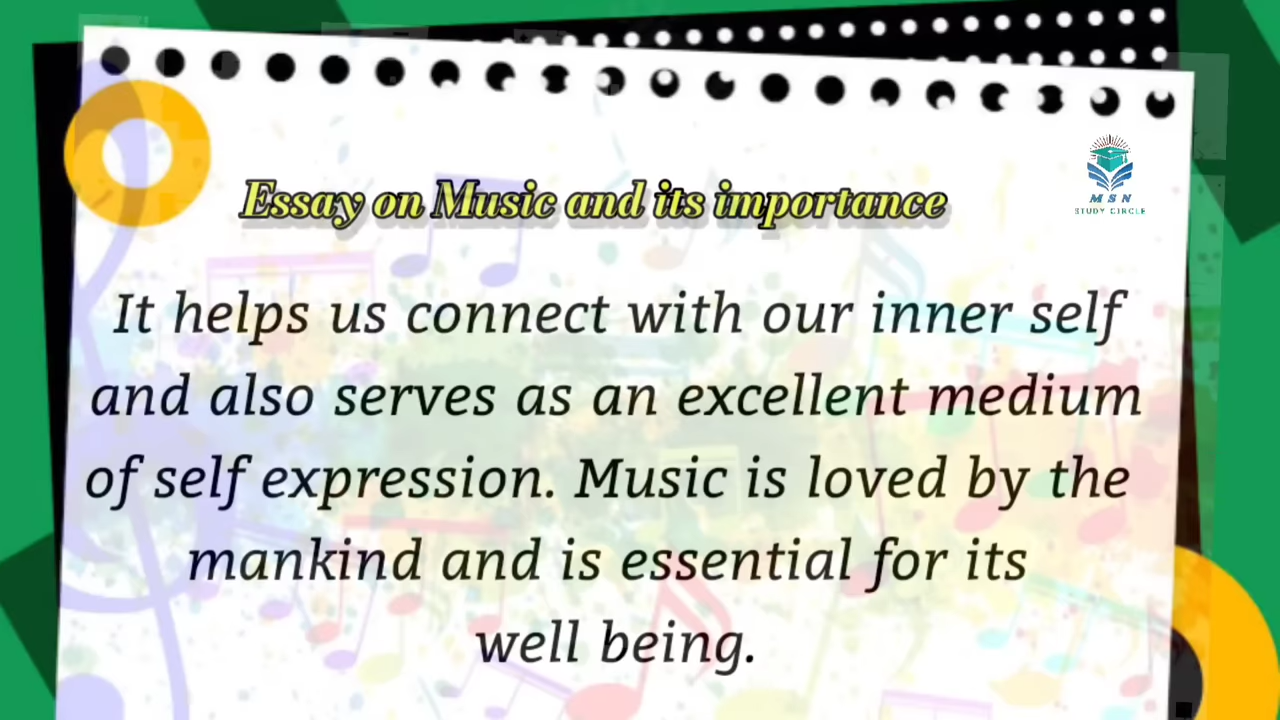 Essay on Music and its importance
MSN
STUDY CIRCLE
It helps us connect with our inner self
and also serves as an excellent medium
of self expression. Music is loved by the
mankind and is essential for its
well being.